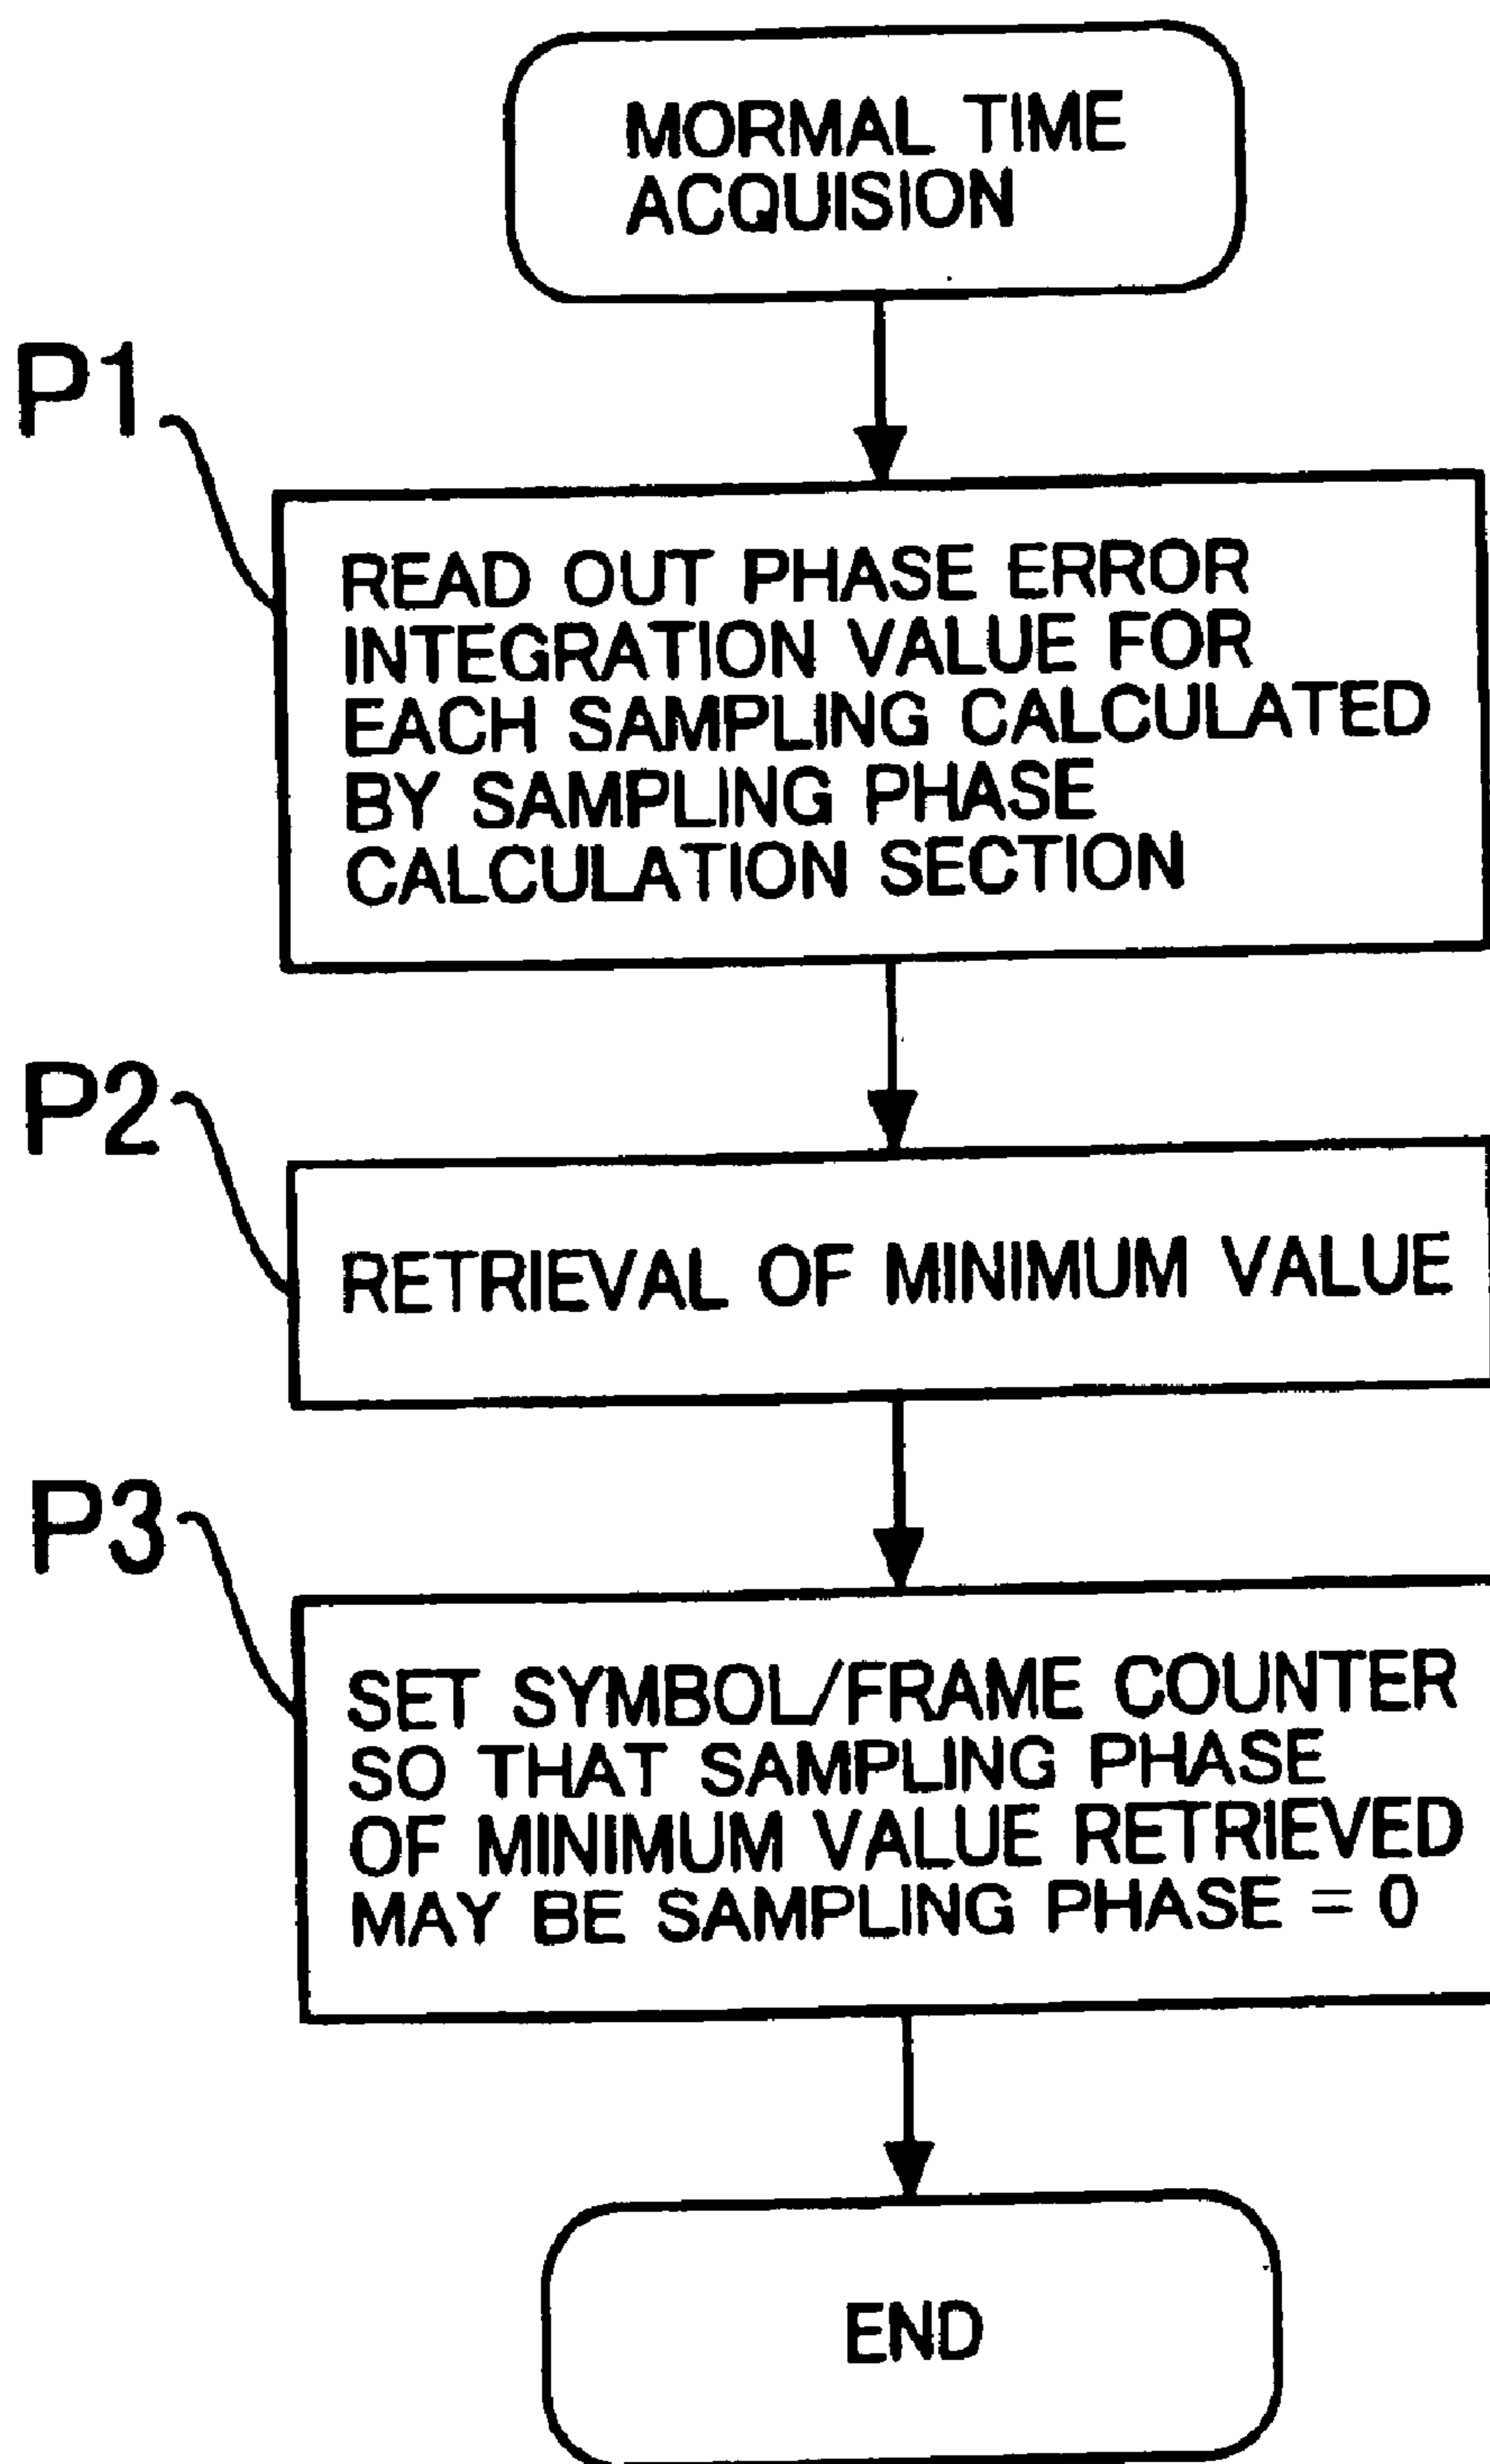 MORMAL TIME
ACQUISION
P1
READ OUT PHASE ERROR
INTEGRATION VALUE FOR
EACH SAMPLING CALCULATED
BY SAMPLING PHASE
CALCULATION SECTION
P2
RETRIEVAL OF MINIMUM VALUE
P3
SET SYMBOL/FRAME COUNTER
SO THAT SAMPLING PHASE
OF MINIMUM VALUE RETRIEVED
MAY BE SAMPLING PHASE = 0
END